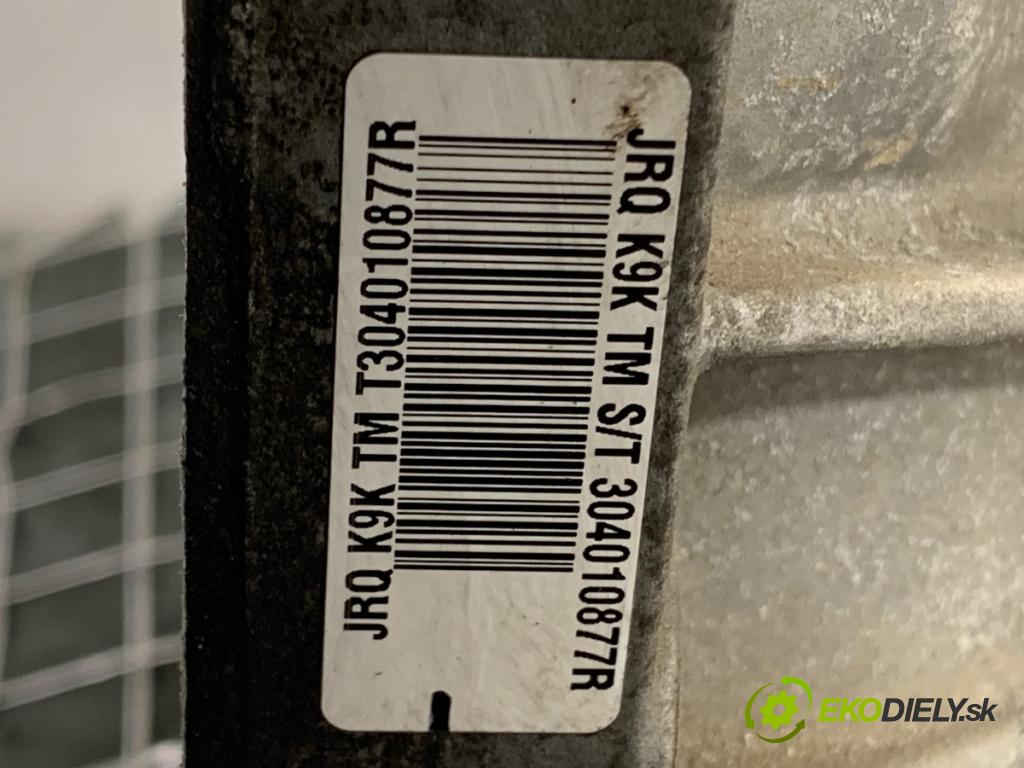 JRQ K9K TM S/T 304010877R
JRQ K9K TM T304010877R
EKODIELY.sk